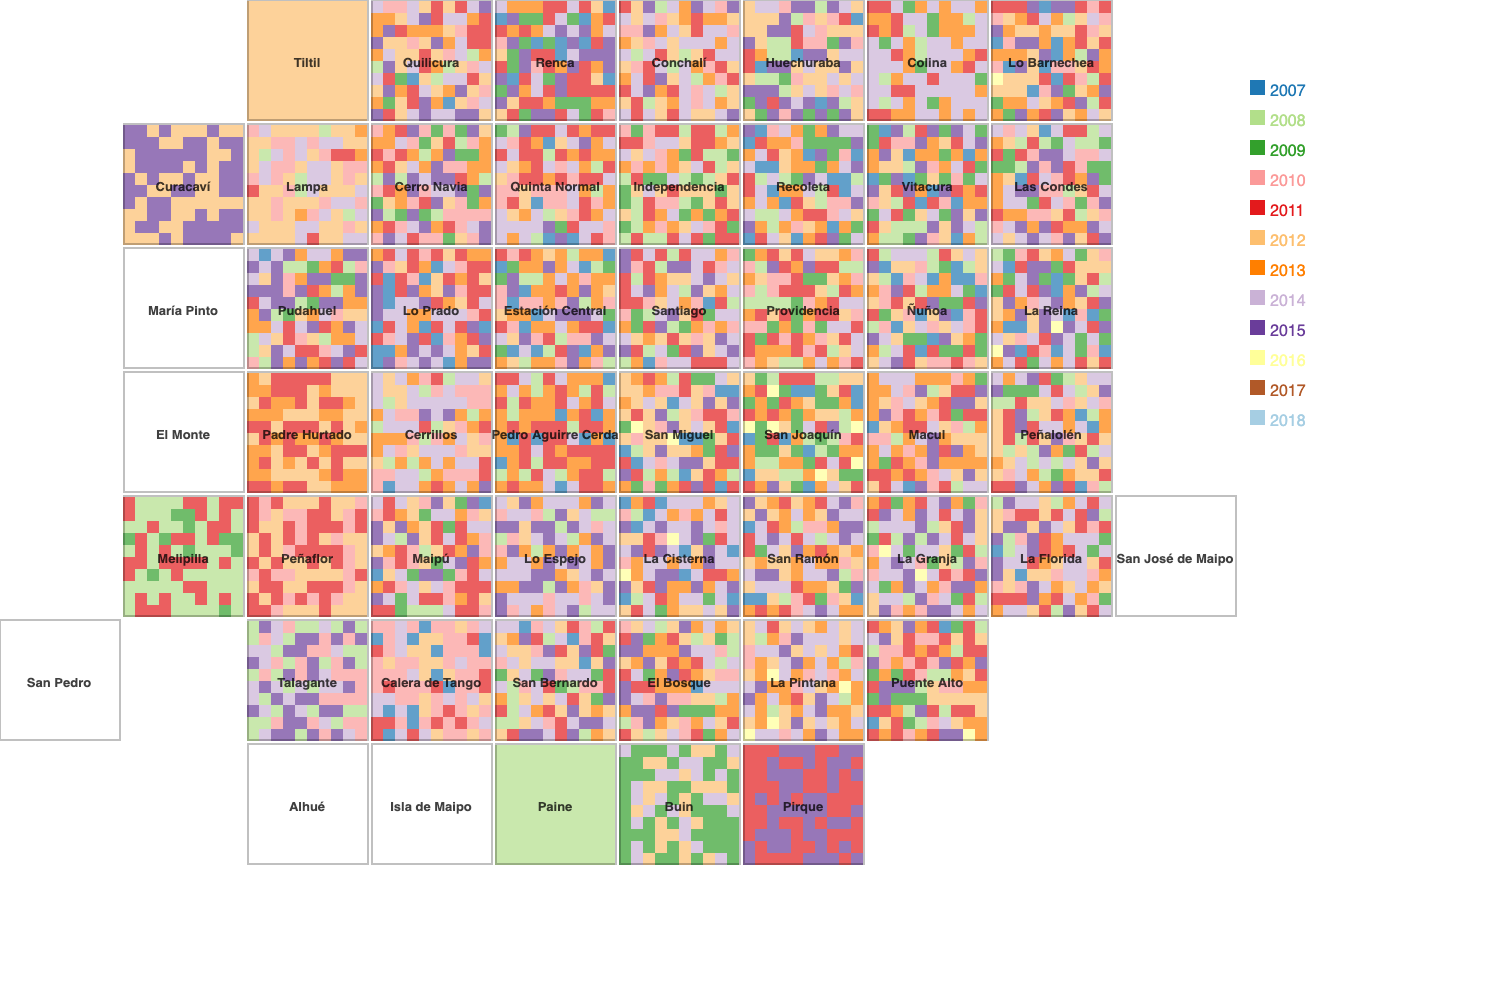 Tiltil
Quilicura
Renca
Conchalí
Huechuraba
Colina
Lo Barnechea
Curacaví
Lampa
Cerro Navia
Quinta Normal
Independencia
Recoleta
Vitacura
Las Condes
María Pinto
Pudahuel
Lo Prado
Estación Central
Santiago
Providencia
Ñuñoa
La Reina
El Monte
Padre Hurtado
Cerrillos
Pedro Aguirre Cerda
San Miguel
San Joaquín
Macul
Peñalolén
Melipilla
Peñaflor
Maipú
Lo Espejo
La Cisterna
San Ramón
La Granja
La Florida
San José de Maipo
San Pedro
Talagante
Calera de Tango
San Bernardo
El Bosque
La Pintana
Puente Alto
Alhué
Isla de Maipo
Paine
Buin
Pirque
2007
2008
2009
2010
2011
2012
2013
2014
2015
2016
2017
2018